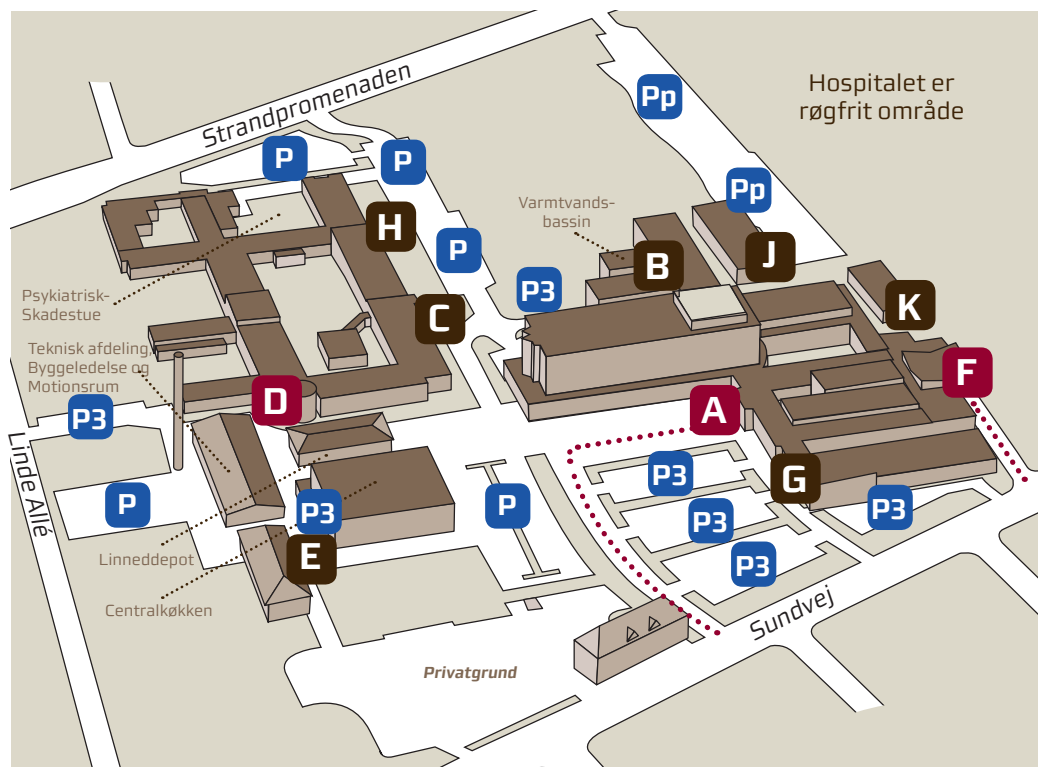 Strandpromenaden
Hospitalet er
røgfrit område
Pp
P
P
Pp
Varmtvands-
bassin
H
P
B
J
P3
K
Psykiatrisk-
Skadestue
C
Teknisk afdeling,
Byggeledelse og
Motionsrum
F
D
A
P3
P3
G
Linde Allé
P
P3
P
P3
P3
E
Linneddepot
P3
Centralkøkken
Sundvej
Privatgrund